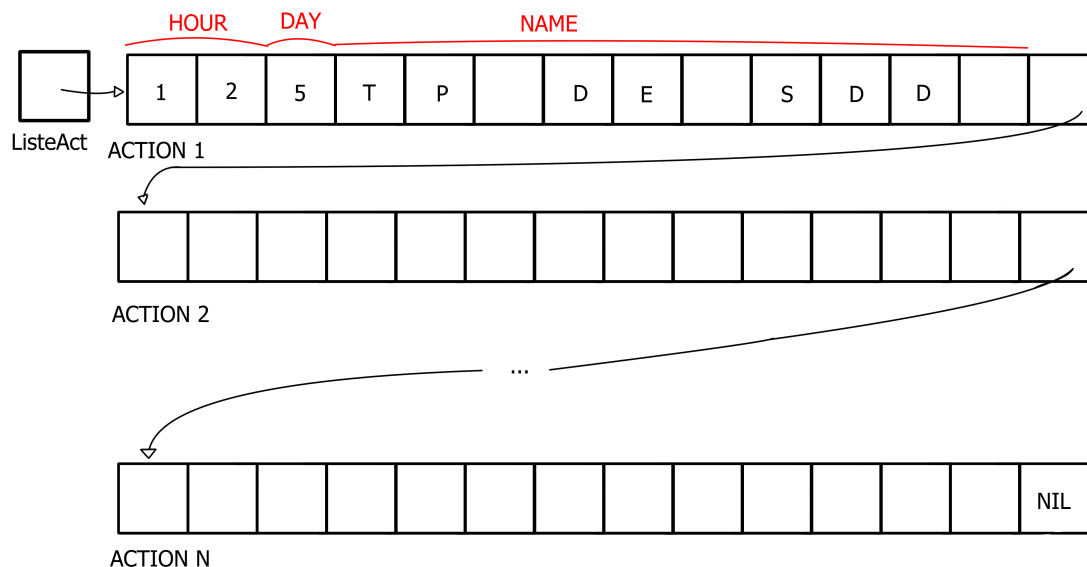 HOUR DAY NAME
1 2 5 T P D E S D D
ListeAct
ACTION 1
ACTION 2
...
NIL
ACTION N